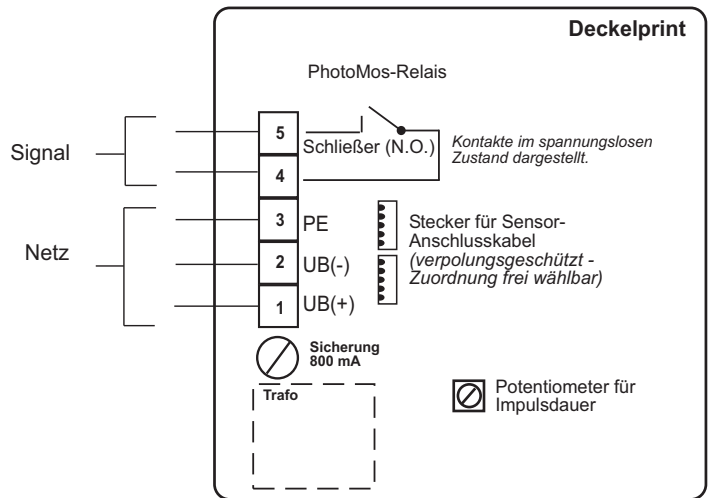 Deckelprint
PhotoMos-Relais
Signal
5
Schließer (N.O.)
4
Kontakte im spannungslosen
Zustand dargestellt.
Netz
3 PE
2 UB(-)
1 UB(+)
Stecker für Sensor-
Anschlusskabel
(verpolungsgeschützt -
Zuordnung frei wählbar)
Sicherung
800 mA
Trafo
Potentiometer für
Impulsdauer